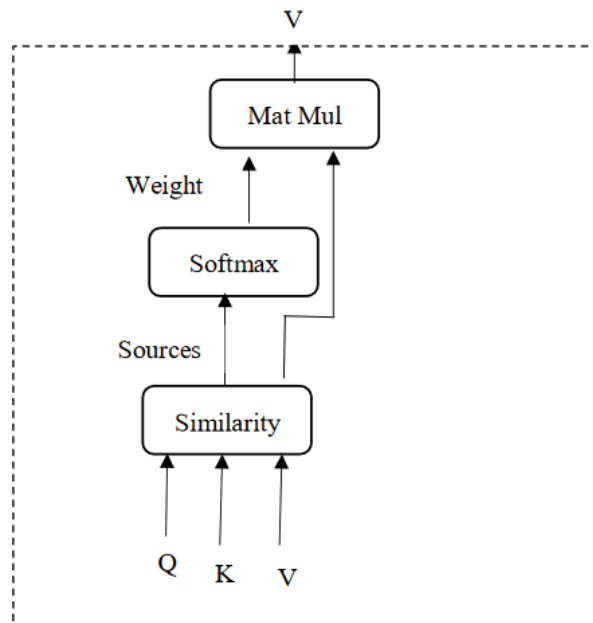 V
Mat Mul
Weight
Softmax
Sources
Similarity
Q
K
V